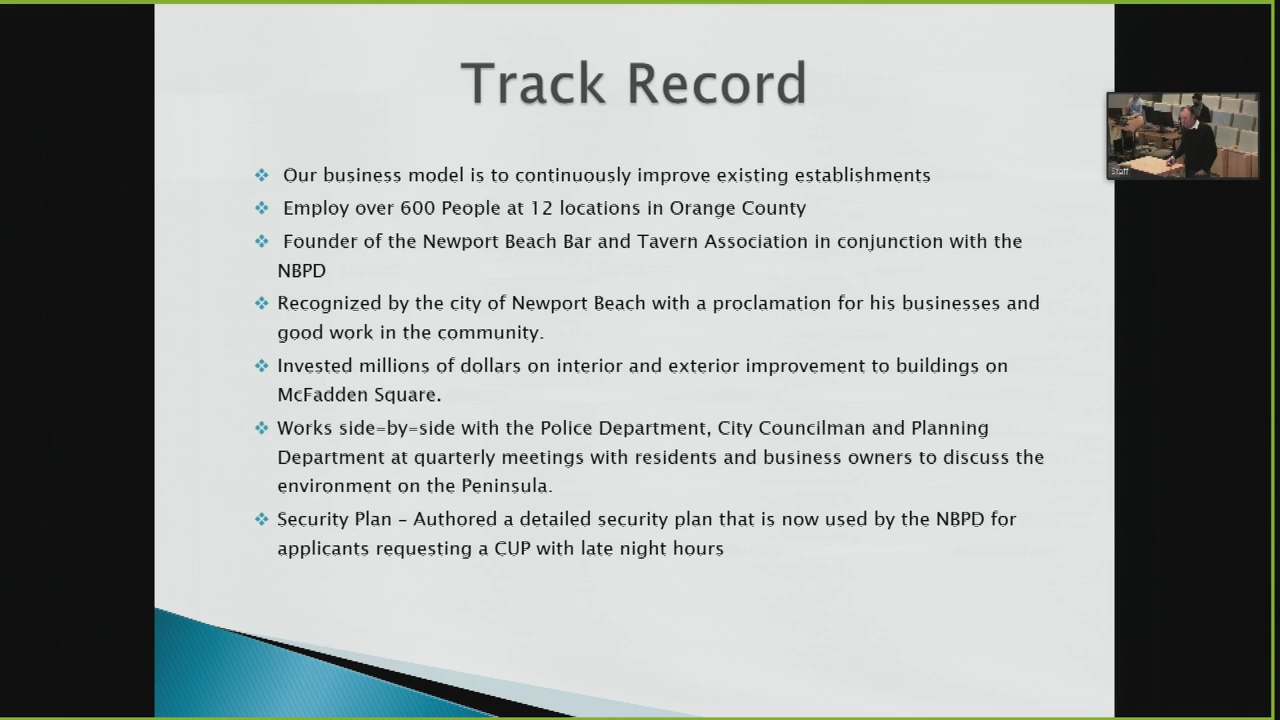 Track Record
Our business model is to continuously improve existing establishments
Employ over 600 People at 12 locations in Orange County
Founder of the Newport Beach Bar and Tavern Association in conjunction with the
NBPD
Recognized by the city of Newport Beach with a proclamation for his businesses and
good work in the community.
Invested millions of dollars on interior and exterior improvement to buildings on
McFadden Square.
Works side=by=side with the Police Department, City Councilman and Planning
Department at quarterly meetings with residents and business owners to discuss the
environment on the Peninsula.
Security Plan – Authored a detailed security plan that is now used by the NBPD for
applicants requesting a CUP with late night hours
Staff